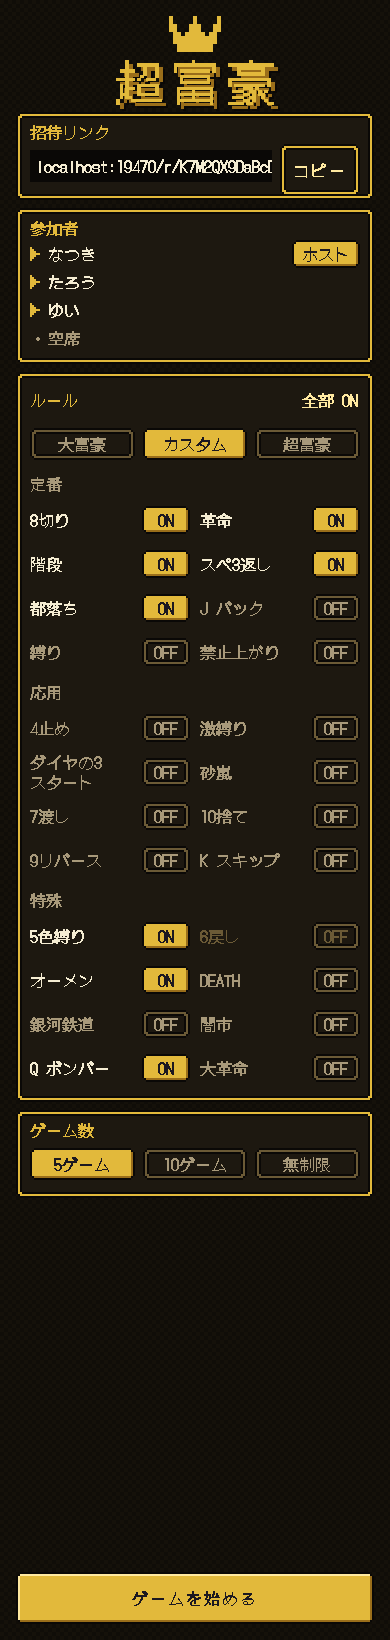 超富豪
招待リンク
localhost:19470/r/K7M2QX9DaBc
コピー
参加者
なつき ホスト
たろう
ゆい
・空席
ルール 全部 ON
大富豪 カスタム 超富豪
定番
8切り ON 革命 ON
階段 ON スペ3返し ON
都落ち ON J バック OFF
縛り OFF 禁止上がり OFF
応用
4止め OFF 激縛り OFF
ダイヤの3
スタート OFF 砂嵐 OFF
7渡し OFF 10捨て OFF
9リバース OFF K スキップ OFF
特殊
5色縛り ON 6戻し OFF
オーメン ON DEATH OFF
銀河鉄道 OFF 闇市 OFF
Q ボンバー ON 大革命 OFF
ゲーム数
5ゲーム 10ゲーム 無制限
ゲームを始める